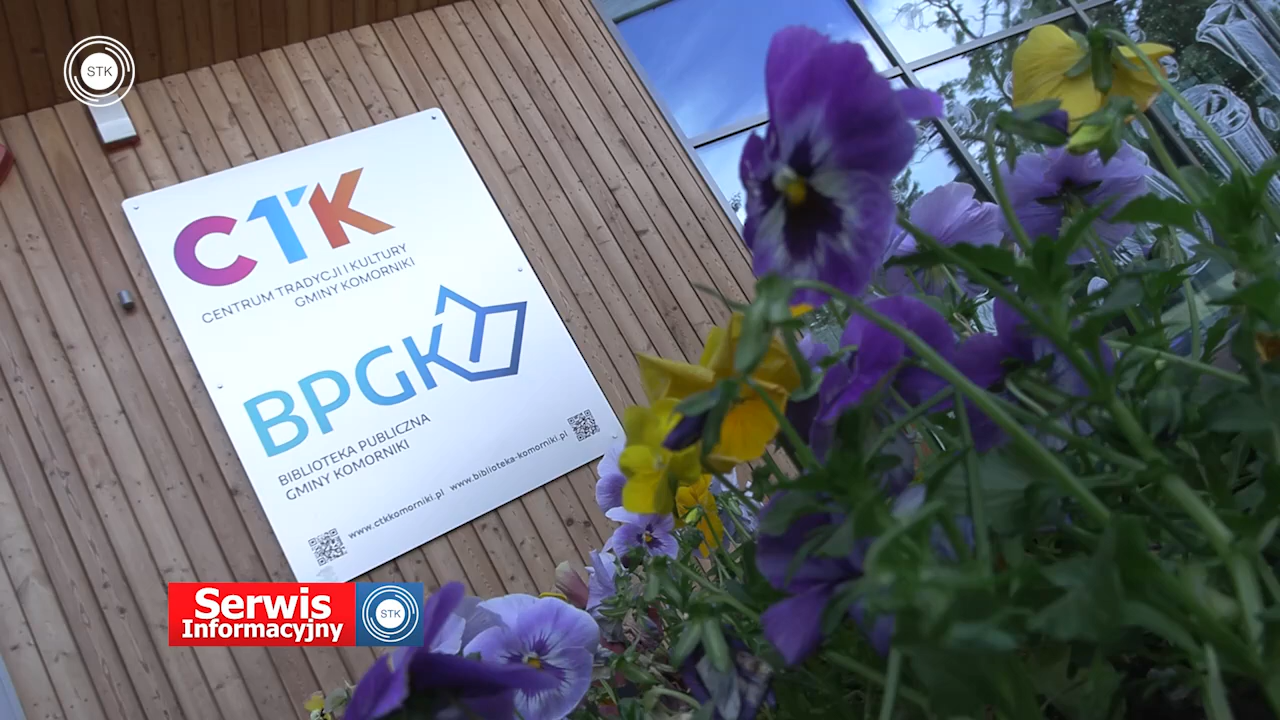 STK
CTK
CENTRUM TRADYCJI I KULTURY
GMINY KOMORNIKI
BPGK
BIBLIOTEKA PUBLICZNA
GMINY KOMORNIKI
www.ctkkomorniki.pl www.biblioteka-komorniki.pl
Serwis
Informacyjny
STK